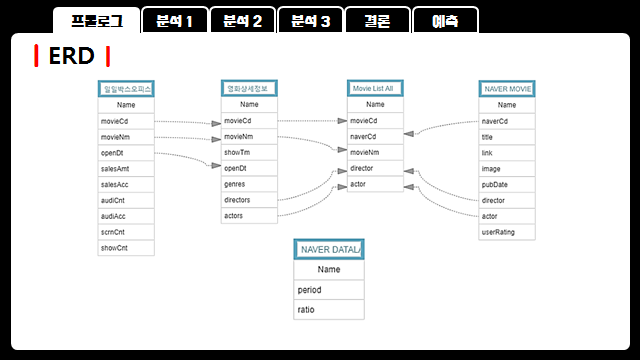 프롤로그 분석 1 분석 2 분석 3 결론 예측
| ERD |
일일박스오피스
Name
movieCd
movieNm
openDt
salesAmt
salesAcc
audiCnt
audiAcc
scrnCnt
showCnt
영화상세정보
Name
movieCd
movieNm
showTm
openDt
genres
directors
actors
Movie List All
Name
movieCd
naverCd
movieNm
director
actor
NAVER MOVIE
Name
naverCd
title
link
image
pubDate
director
actor
userRating
NAVER DATALA
Name
period
ratio